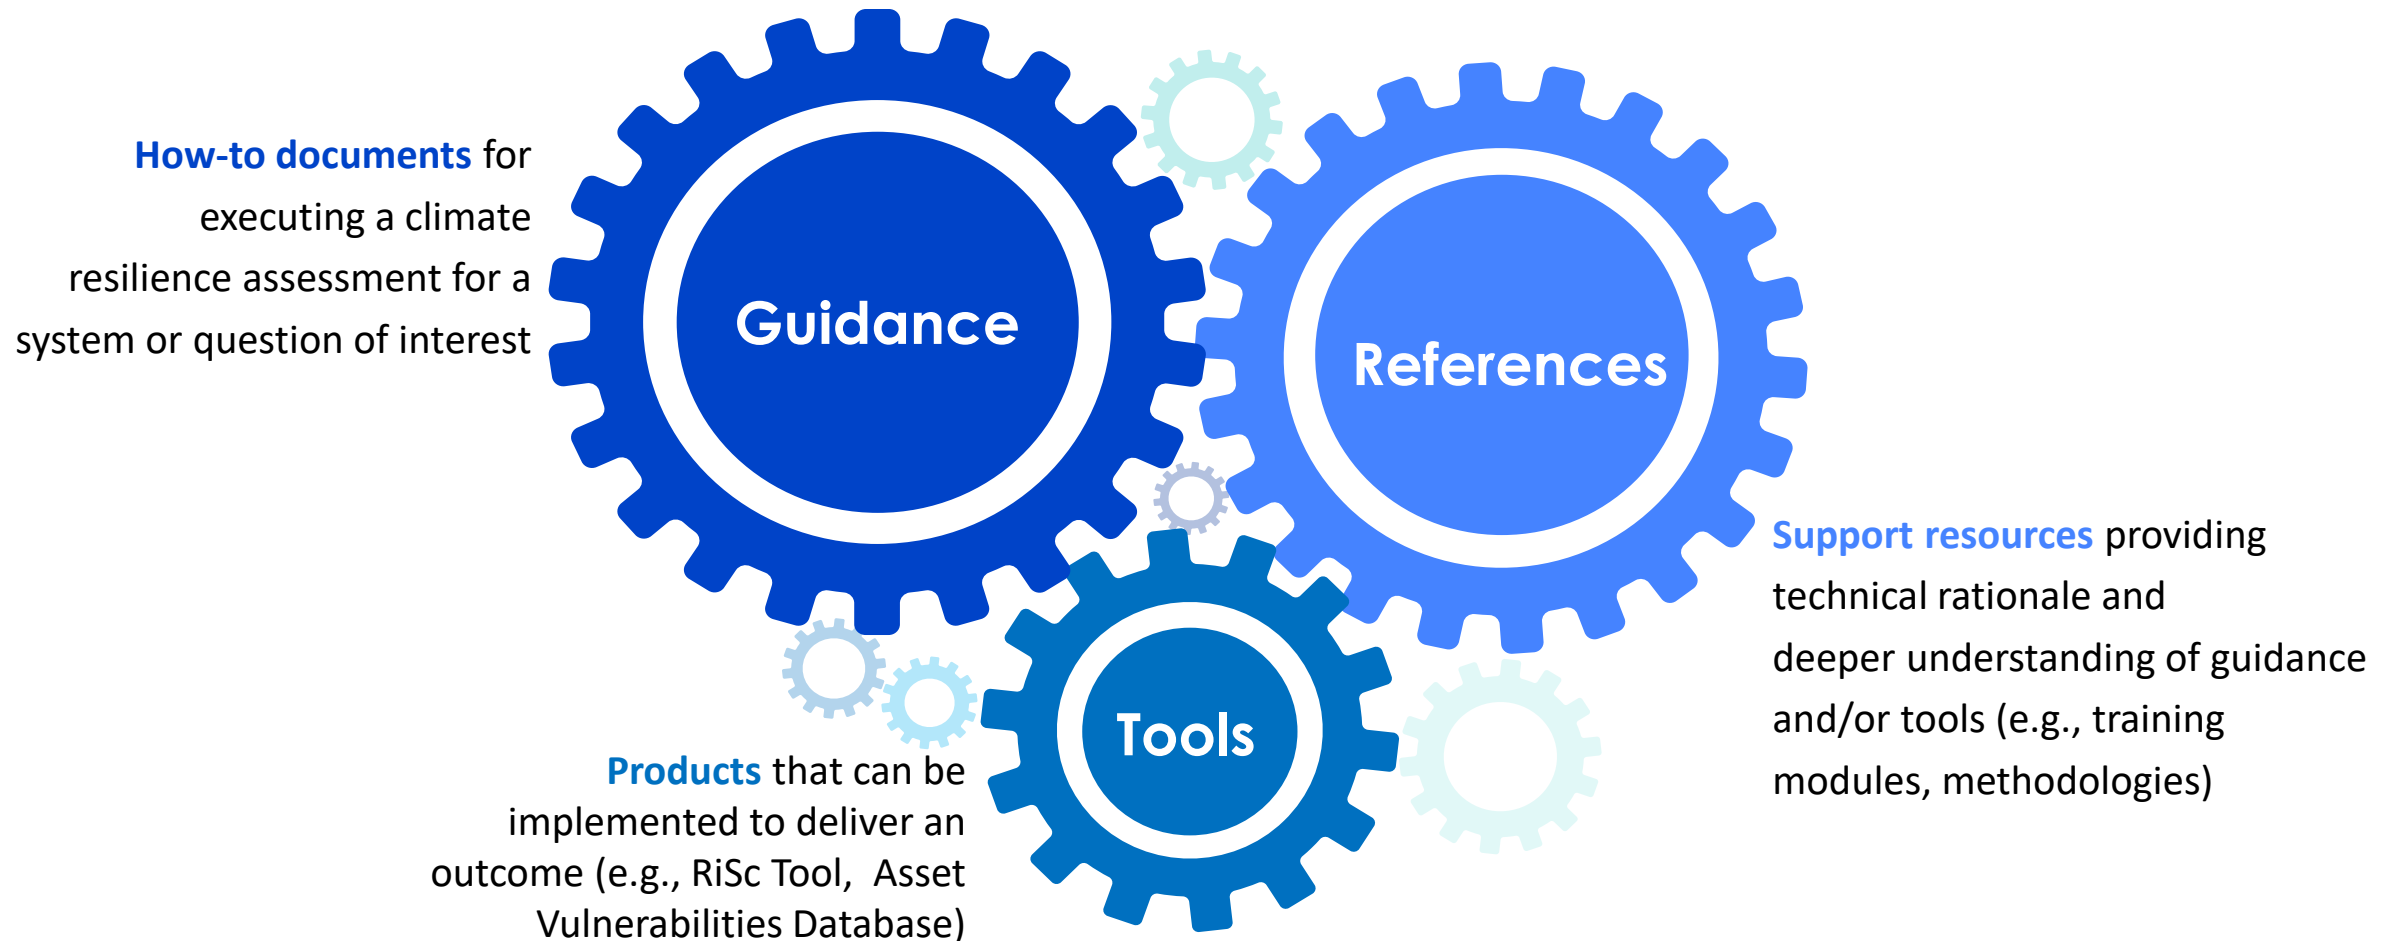 How-to documents for
executing a climate
resilience assessment for a
system or question of interest
Guidance
References
Support resources providing
technical rationale and
deeper understanding of guidance
and/or tools (e.g., training
modules, methodologies)
Tools
Products that can be
implemented to deliver an
outcome (e.g., RiSc Tool,  Asset
Vulnerabilities Database)